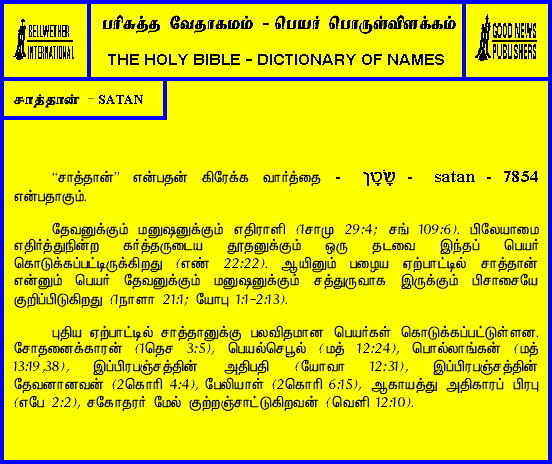 BELLWETHER
INTERNATIONAL
பரிசுத்த வேதாகமம் - பெயர் பொருள்விளக்கம்
THE HOLY BIBLE - DICTIONARY OF NAMES
GOOD NEWS
PUBLISHERS
சாத்தான் - SATAN
“சாத்தான்” என்பதன் கிரேக்க வார்த்தை - שָׂטָן - satan - 7854
என்பதாகும்.
தேவனுக்கும் மனுஷனுக்கும் எதிராளி (1சாமு 29:4; சங் 109:6). பிலேயாமை
எதிர்த்துநின்ற கர்த்தருடைய தூதனுக்கும் ஒரு தடவை இந்தப் பெயர்
கொடுக்கப்பட்டிருக்கிறது (எண் 22:22). ஆயினும் பழைய ஏற்பாட்டில் சாத்தான்
என்னும் பெயர் தேவனுக்கும் மனுஷனுக்கும் சத்துருவாக இருக்கும் பிசாசையே
குறிப்பிடுகிறது (1நாளா 21:1; யோபு 1:1-2:13).
புதிய ஏற்பாட்டில் சாத்தானுக்கு பலவிதமான பெயர்கள் கொடுக்கப்பட்டுள்ளன.
சோதனைக்காரன் (1தெச 3:5), பெயல்செபூல் (மத் 12:24), பொல்லாங்கன் (மத்
13:19,38), இப்பிரபஞ்சத்தின் அதிபதி (யோவா 12:31), இப்பிரபஞ்சத்தின்
தேவனானவன் (2கொரி 4:4), பேலியாள் (2கொரி 6:15), ஆகாயத்து அதிகாரப் பிரபு
(எபே 2:2), சகோதரர் மேல் குற்றஞ்சாட்டுகிறவன் (வெளி 12:10).